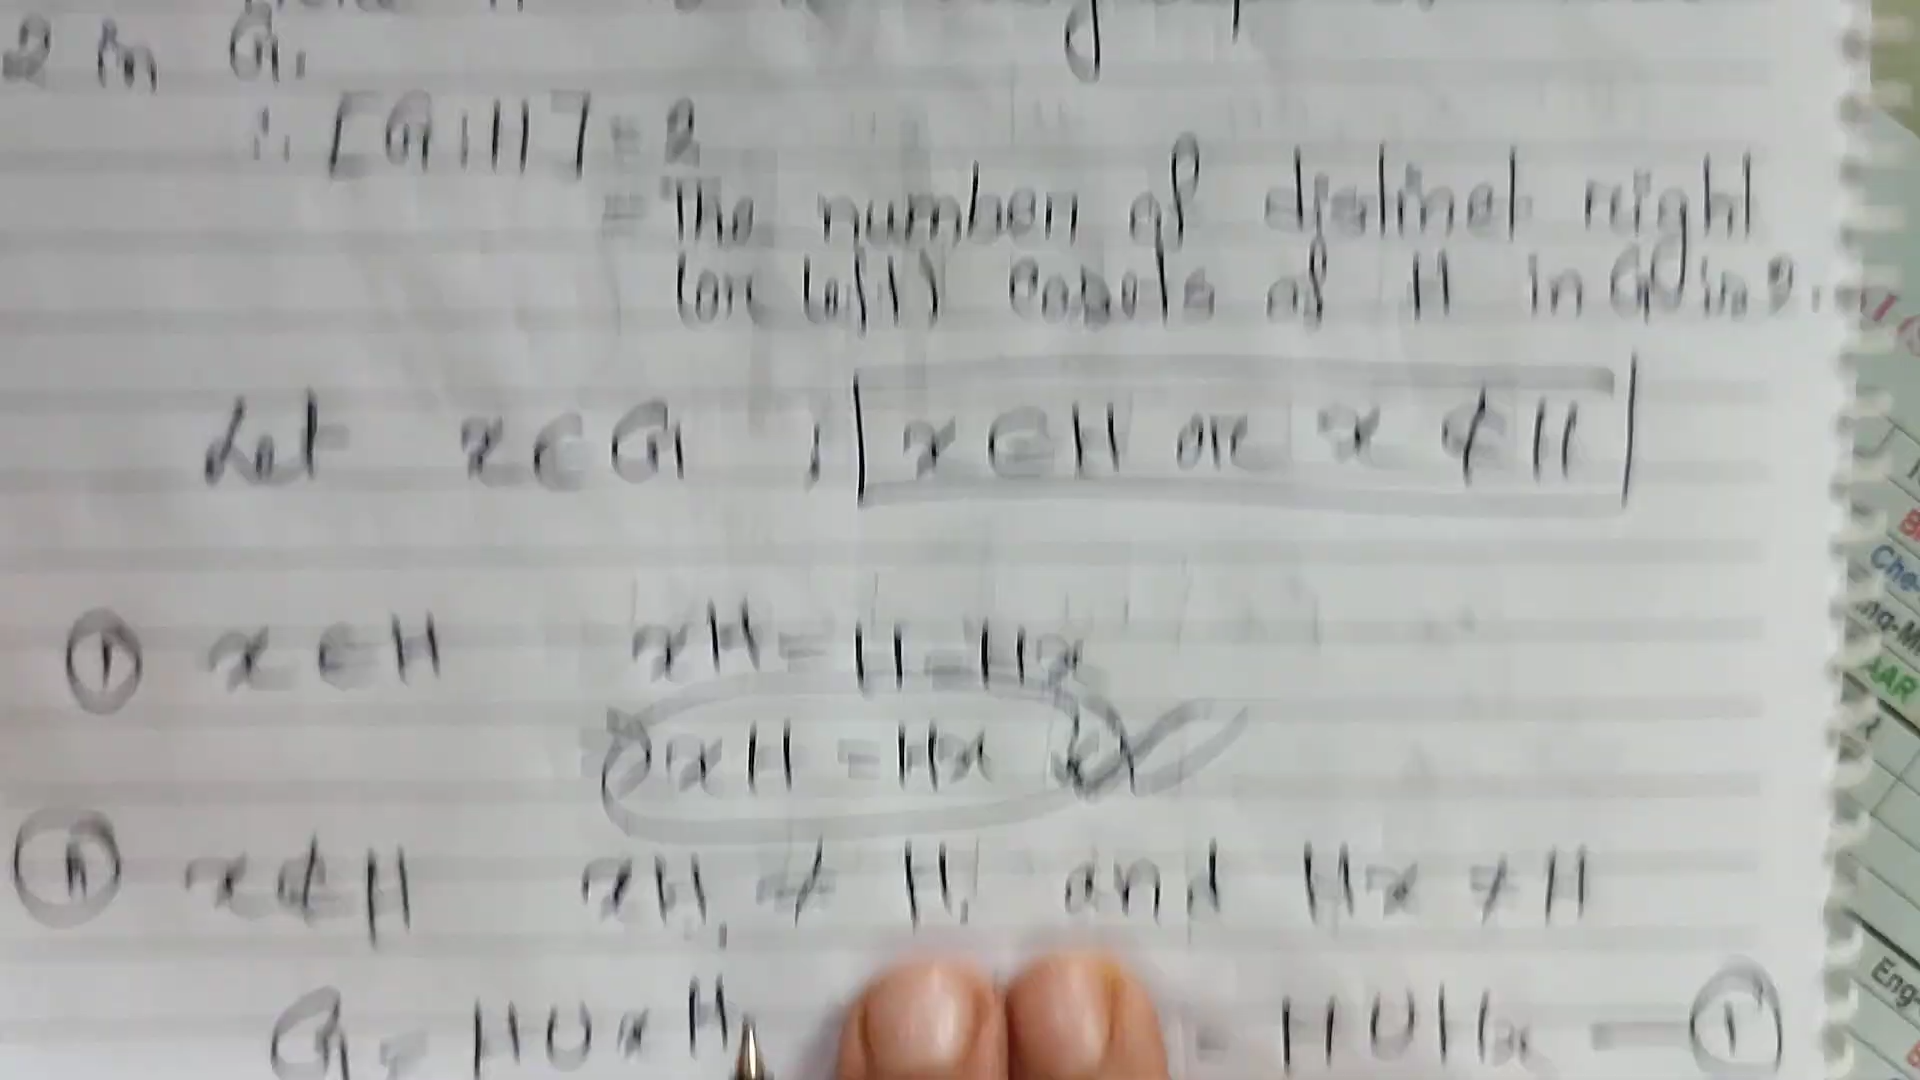 2 in G.
∴ [G:H] = 2
= The number of distinct right
(or left) cosets of H in G is 2.
Let x ∈ G ; x ∈ H or x ∉ H
(I) x ∈ H xH = H = Hx
xH = Hx
(II) x ∉ H xH ≠ H and Hx ≠ H
G = H ∪ xH = H ∪ Hx — (I)
Eng-